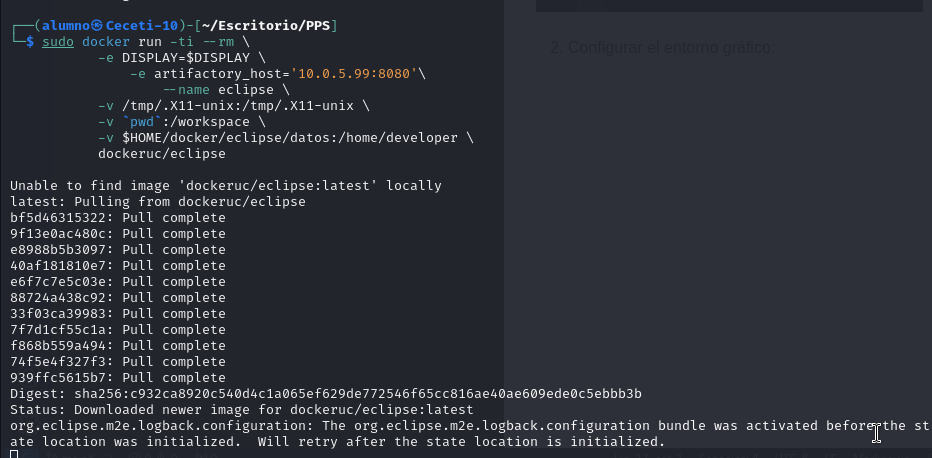 ┌──(alumno㉿Ceceti-10)-[~/Escritorio/PPS]
└─$ sudo docker run -ti --rm \
-e DISPLAY=$DISPLAY \
-e artifactory_host='10.0.5.99:8080'\
--name eclipse \
-v /tmp/.X11-unix:/tmp/.X11-unix \
-v `pwd`:/workspace \
-v $HOME/docker/eclipse/datos:/home/developer \
dockeruc/eclipse
2. Configurar el entorno gráfico:
Unable to find image 'dockeruc/eclipse:latest' locally
latest: Pulling from dockeruc/eclipse
bf5d46315322: Pull complete
9f13e0ac480c: Pull complete
e8988b5b3097: Pull complete
40af181810e7: Pull complete
e6f7c7e5c03e: Pull complete
88724a438c92: Pull complete
33f03ca39983: Pull complete
7f7d1cf55c1a: Pull complete
f868b559a494: Pull complete
74f5e4f327f3: Pull complete
939ffc5615b7: Pull complete
Digest: sha256:c932ca8920c540d4c1a065ef629de772546f65cc816ae40ae609ede0c5ebbb3b
Status: Downloaded newer image for dockeruc/eclipse:latest
org.eclipse.m2e.logback.configuration: The org.eclipse.m2e.logback.configuration bundle was activated before the st
ate location was initialized.  Will retry after the state location is initialized.